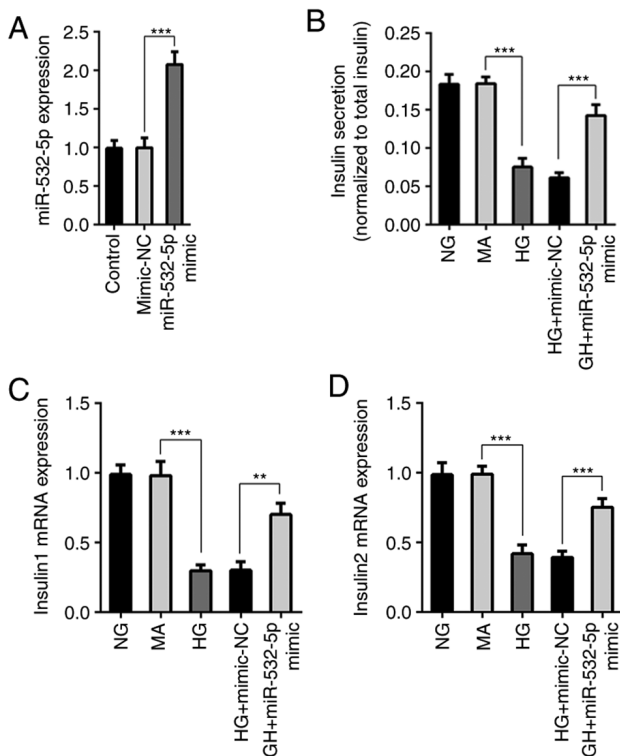 A
miR-532-5p expression
2.5
2.0
1.5
1.0
0.5
0.0
***
Control
Mimic-NC
miR-532-5p
mimic
B
Insulin secretion
(normalized to total insulin)
0.25
0.20
0.15
0.10
0.05
0.00
***
***
NG
MA
HG
HG+mimic-NC
GH+miR-532-5p
mimic
C
Insulin1 mRNA expression
1.5
1.0
0.5
0.0
***
**
NG
MA
HG
HG+mimic-NC
GH+miR-532-5p
mimic
D
Insulin2 mRNA expression
1.5
1.0
0.5
0.0
***
***
NG
MA
HG
HG+mimic-NC
GH+miR-532-5p
mimic